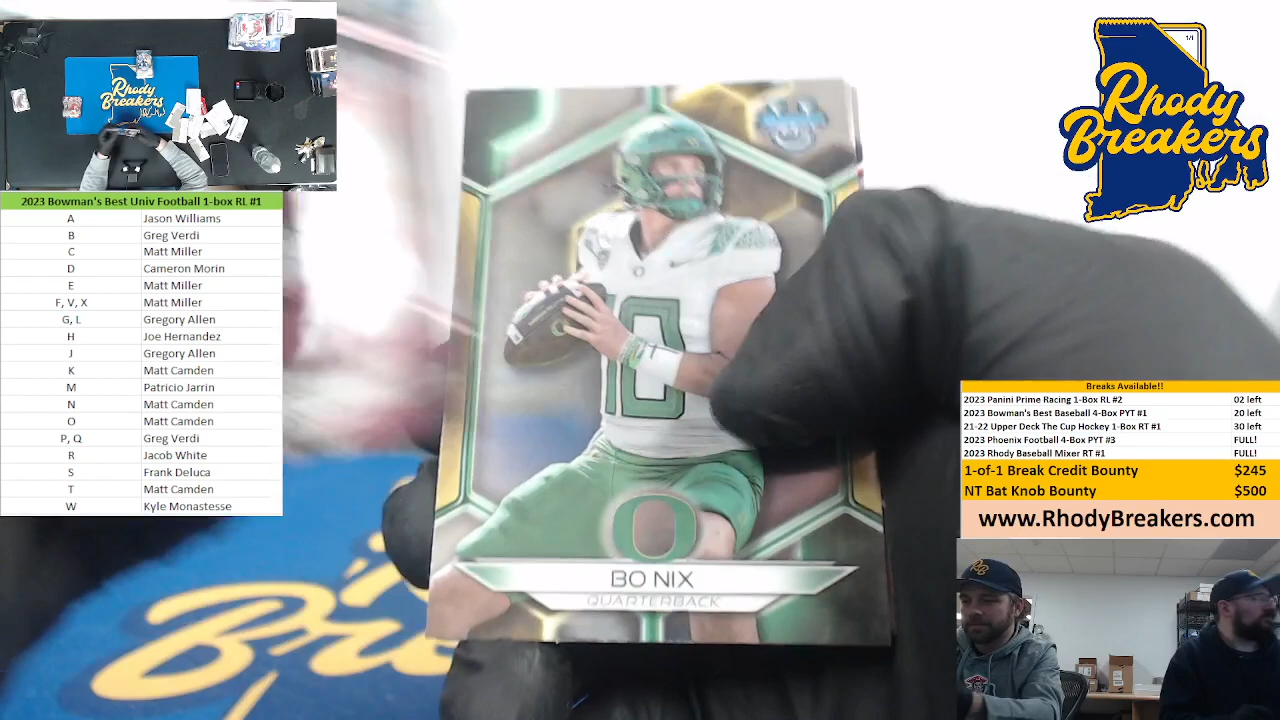 Rhody
Breakers
2023 Bowman's Best Univ Football 1-box RL #1
A Jason Williams
B Greg Verdi
C Matt Miller
D Cameron Morin
E Matt Miller
F, V, X Matt Miller
G, L Gregory Allen
H Joe Hernandez
J Gregory Allen
K Matt Camden
M Patricio Jarrin
N Matt Camden
O Matt Camden
P, Q Greg Verdi
R Jacob White
S Frank Deluca
T Matt Camden
W Kyle Monastesse
10
O
BO NIX
QUARTERBACK
1/1
Rhody
Breakers
Breaks Available!!
2023 Panini Prime Racing 1-Box RL #2 02 left
2023 Bowman's Best Baseball 4-Box PYT #1 20 left
21-22 Upper Deck The Cup Hockey 1-Box RT #1 30 left
2023 Phoenix Football 4-Box PYT #3 FULL!
2023 Rhody Baseball Mixer RT #1 FULL!
1-of-1 Break Credit Bounty $245
NT Bat Knob Bounty $500
www.RhodyBreakers.com
RB